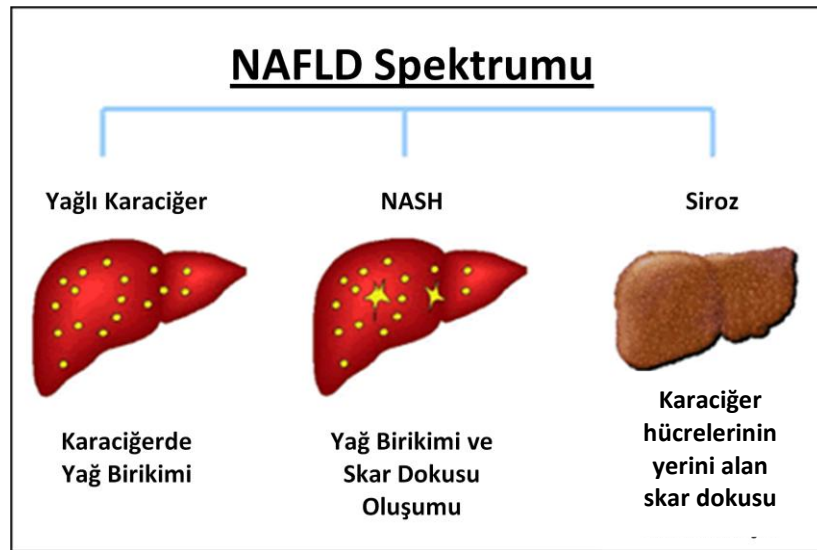 NAFLD Spektrumu
Yağlı Karaciğer
NASH
Siroz
Karaciğerde
Yağ Birikimi
Yağ Birikimi ve
Skar Dokusu
Oluşumu
Karaciğer
hücrelerinin
yerini alan
skar dokusu